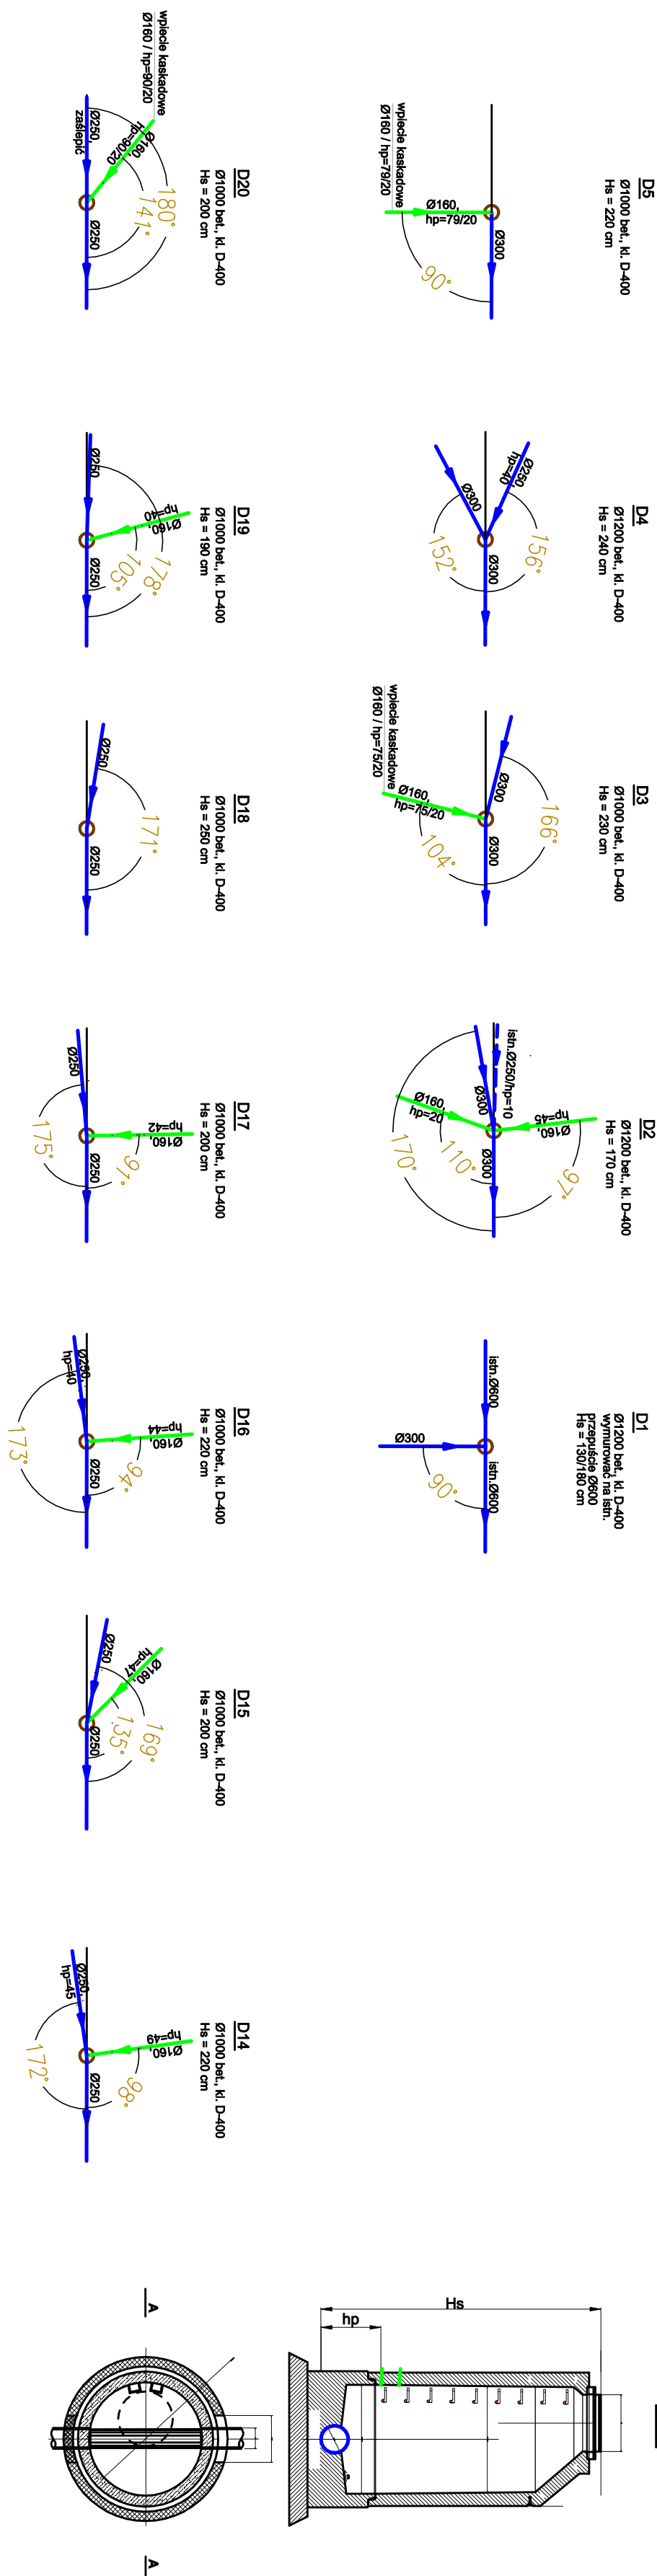 D5
Ø1000 bet., kl. D-400
Hs = 220 cm
Ø300
Ø160,
hp=79/20
wpiecie kaskadowe
Ø160 / hp=79/20
90°
D4
Ø1200 bet., kl. D-400
Hs = 240 cm
Ø250,
hp=40
Ø300
Ø300
156°
152°
D3
Ø1000 bet., kl. D-400
Hs = 230 cm
Ø300
Ø300
Ø160,
hp=75/20
wpiecie kaskadowe
Ø160 / hp=75/20
166°
104°
D2
Ø1200 bet., kl. D-400
Hs = 170 cm
istn.Ø250/hp=10
Ø300
Ø160,
hp=45
Ø160,
hp=20
Ø300
97°
110°
170°
D1
Ø1200 bet., kl. D-400
wymurować na istn.
przepuście Ø600
Hs = 130/180 cm
istn.Ø600
istn.Ø600
Ø300
90°
D20
Ø1000 bet., kl. D-400
Hs = 200 cm
wpiecie kaskadowe
Ø160 / hp=90/20
Ø160,
hp=90/20
Ø250,
zaślepić
Ø250
180°
141°
D19
Ø1000 bet., kl. D-400
Hs = 190 cm
Ø160,
hp=40
Ø250
Ø250
178°
105°
D18
Ø1000 bet., kl. D-400
Hs = 250 cm
Ø250
Ø250
171°
D17
Ø1000 bet., kl. D-400
Hs = 200 cm
Ø160,
hp=42
Ø250
Ø250
91°
175°
D16
Ø1000 bet., kl. D-400
Hs = 220 cm
Ø160,
hp=44
Ø250,
hp=40
Ø250
94°
173°
D15
Ø1000 bet., kl. D-400
Hs = 200 cm
Ø160,
hp=47
Ø250
Ø250
169°
135°
D14
Ø1000 bet., kl. D-400
Hs = 220 cm
Ø160,
hp=49
Ø250,
hp=45
Ø250
98°
172°
Hs
hp
A
A